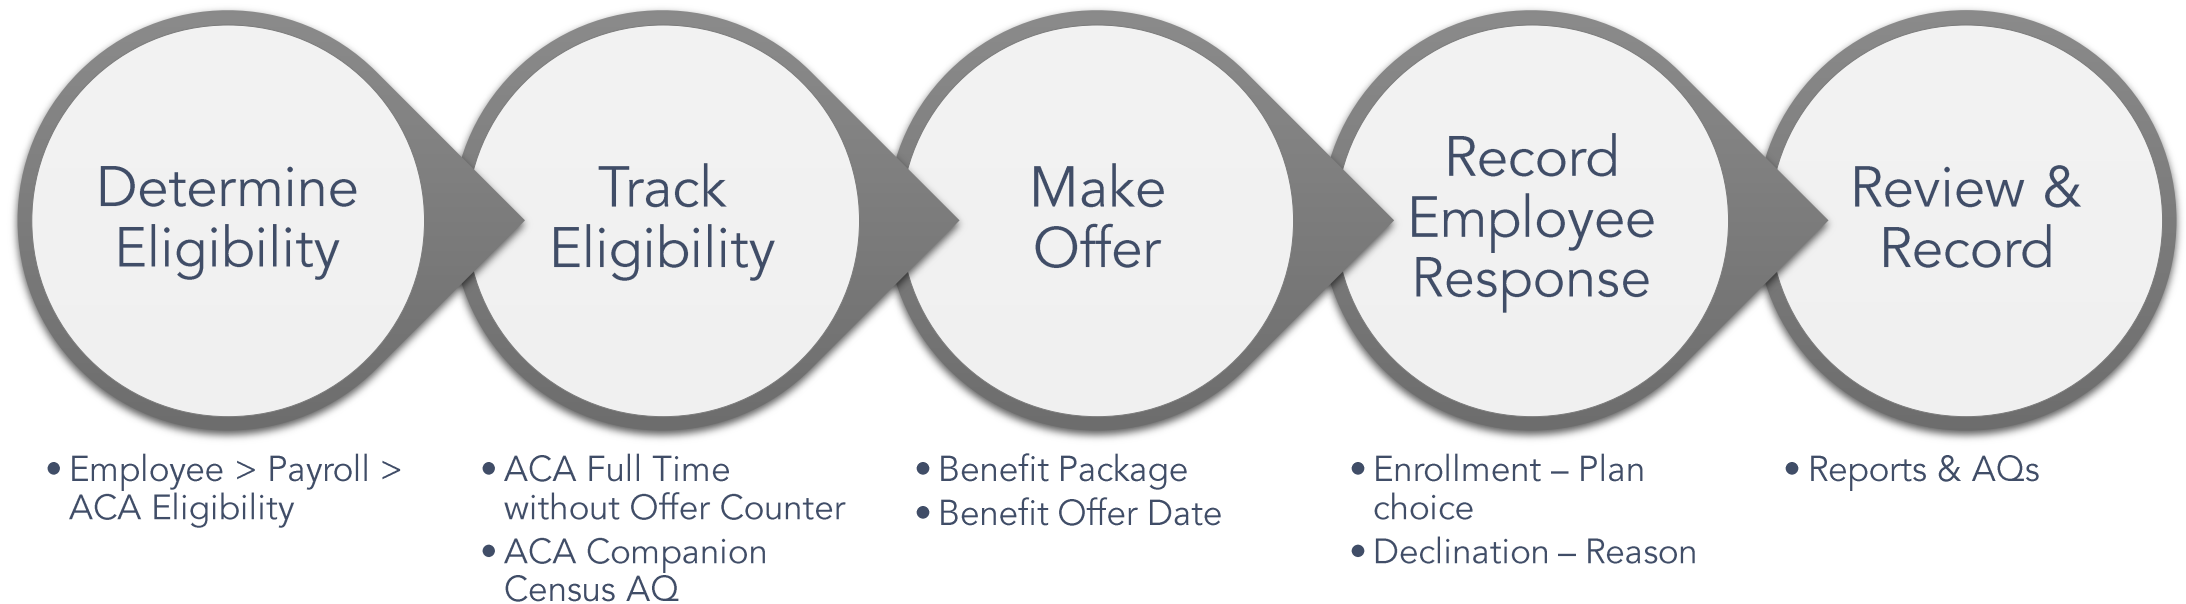 Determine
Eligibility
• Employee > Payroll >
ACA Eligibility
Track
Eligibility
• ACA Full Time
without Offer Counter
• ACA Companion
Census AQ
Make
Offer
• Benefit Package
• Benefit Offer Date
Record
Employee
Response
• Enrollment – Plan
choice
• Declination – Reason
Review &
Record
• Reports & AQs